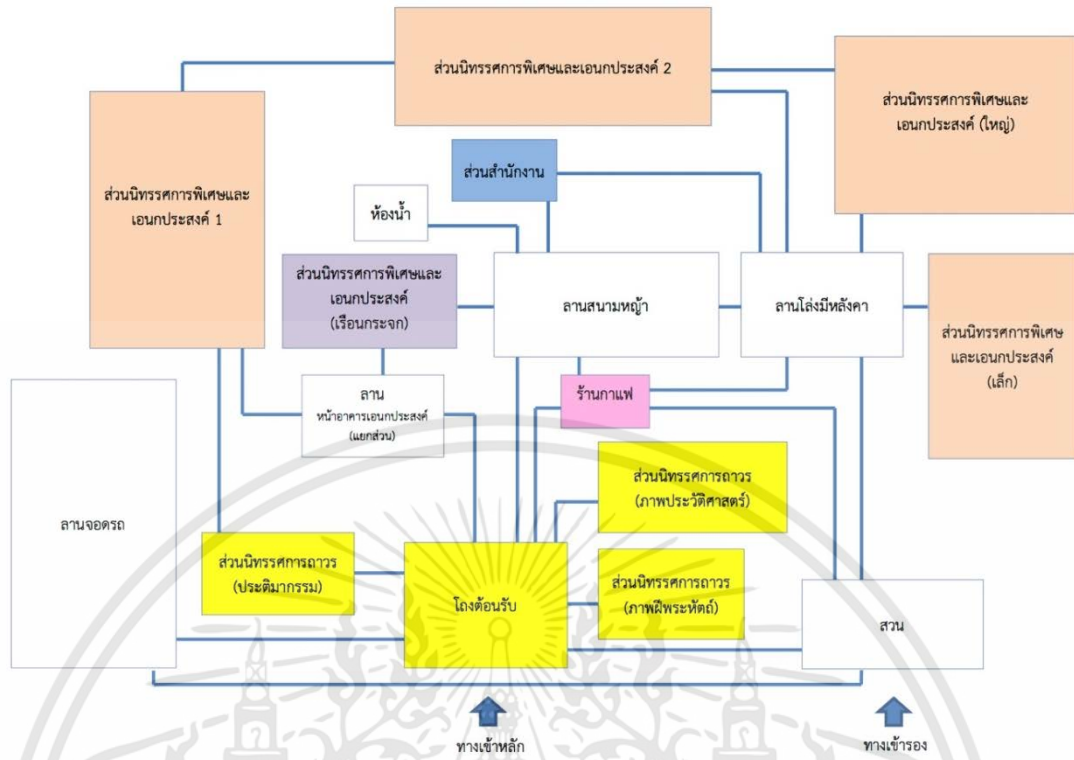 ส่วนนิทรรศการพิเศษและเอนกประสงค์ 2
ส่วนนิทรรศการพิเศษและ
เอนกประสงค์ (ใหญ่)
ส่วนนิทรรศการพิเศษและ
เอนกประสงค์ 1
ส่วนสำนักงาน
ห้องน้ำ
ส่วนนิทรรศการพิเศษและ
เอนกประสงค์
(เรือนกระจก)
ลานสนามหญ้า
ลานโล่งมีหลังคา
ส่วนนิทรรศการพิเศษ
และเอนกประสงค์
(เล็ก)
ลาน
หน้าอาคารเอนกประสงค์
(แยกส่วน)
ร้านกาแฟ
ส่วนนิทรรศการถาวร
(ภาพประวัติศาสตร์)
ลานจอดรถ
ส่วนนิทรรศการถาวร
(ประติมากรรม)
โถงต้อนรับ
ส่วนนิทรรศการถาวร
(ภาพฝีพระหัตถ์)
สวน
ทางเข้าหลัก
ทางเข้ารอง